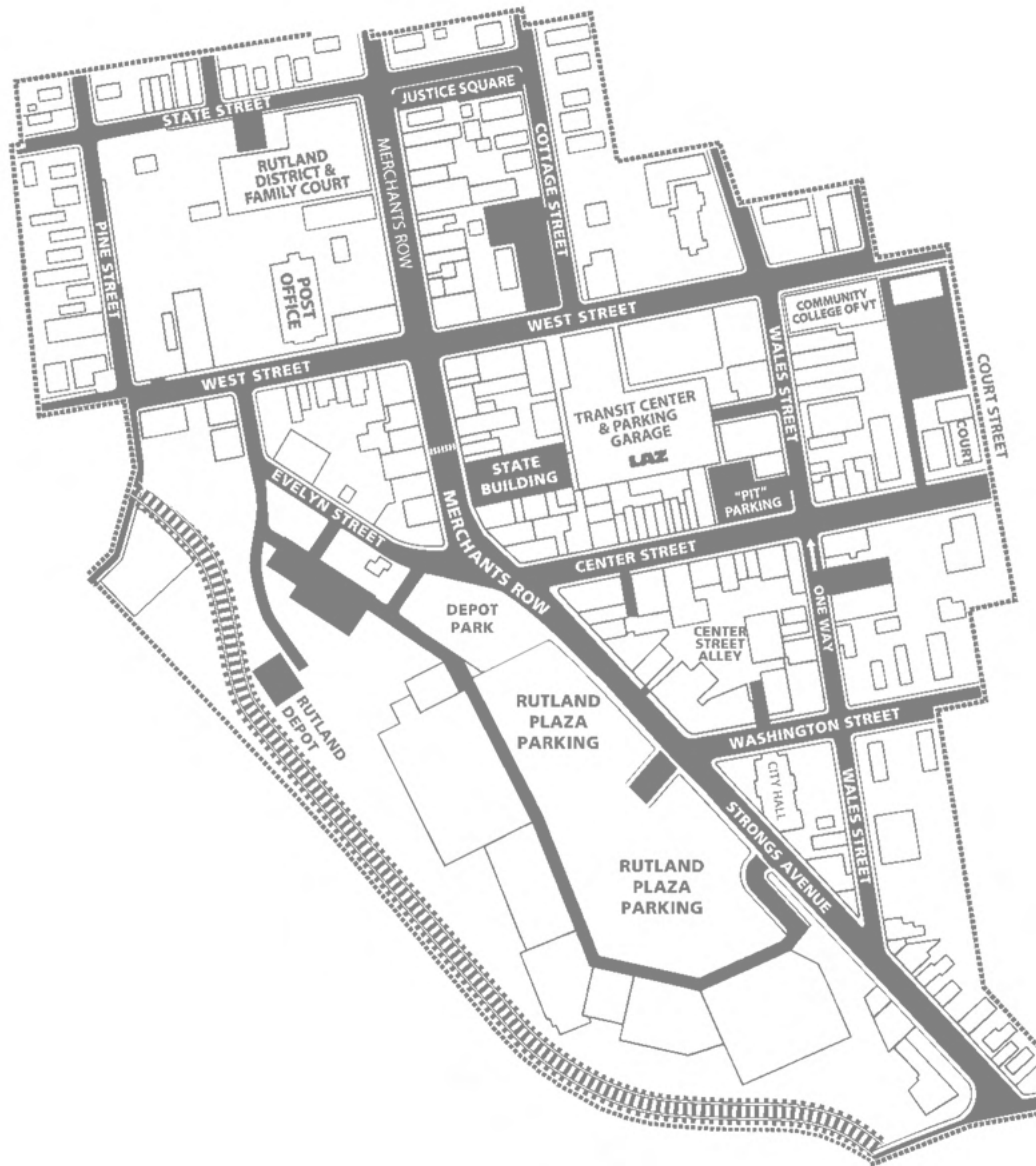 JUSTICE SQUARE
STATE STREET
MERCHANTS ROW
COTTAGE STREET
RUTLAND
DISTRICT &
FAMILY COURT
PINE STREET
POST
OFFICE
COMMUNITY
COLLEGE OF VT
WEST STREET
WALES STREET
WEST STREET
COURT STREET
TRANSIT CENTER
& PARKING
GARAGE
LAZ
COURT
STATE
BUILDING
"PIT"
PARKING
EVELYN STREET
MERCHANTS ROW
CENTER STREET
ONE WAY
DEPOT
PARK
CENTER
STREET
ALLEY
RUTLAND
DEPOT
RUTLAND
PLAZA
PARKING
WASHINGTON STREET
CITY HALL
WALES STREET
STRONGS AVENUE
RUTLAND
PLAZA
PARKING